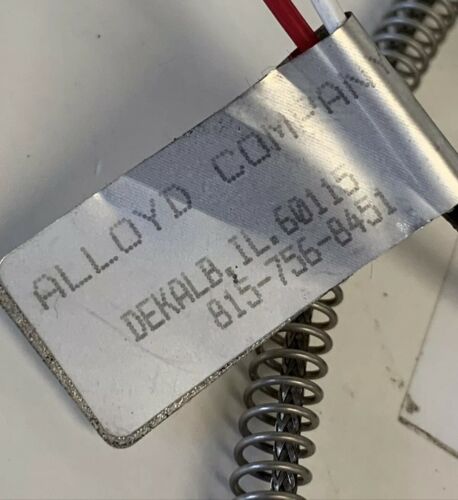 ALLOYD COMPANY
DEKALB, IL. 60115
815-756-8451